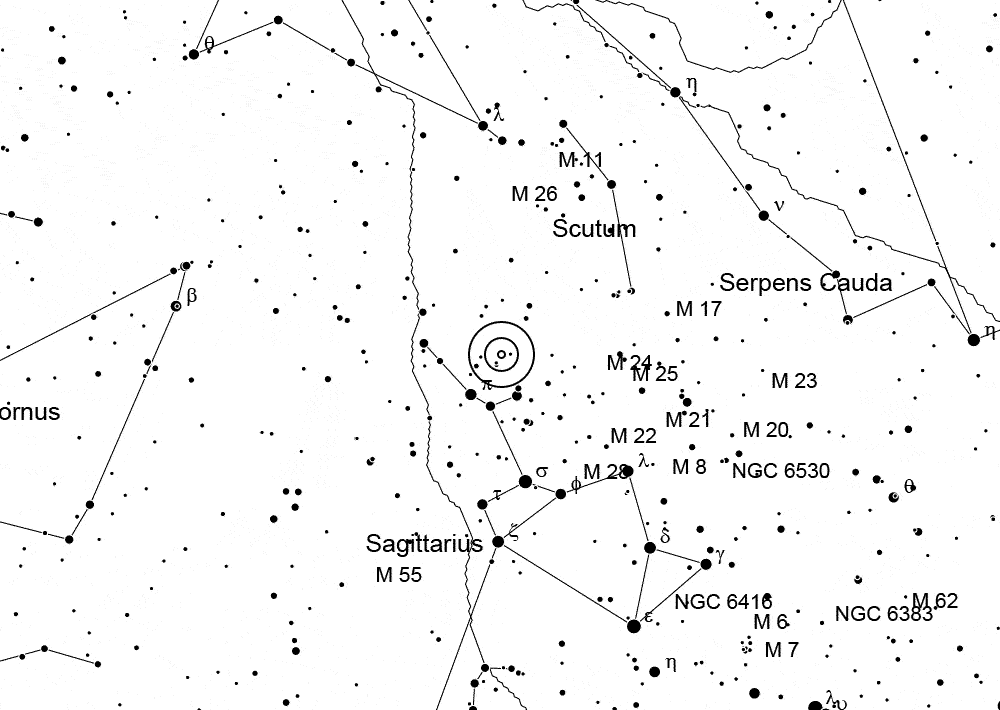 θ
η
λ
M 11
M 26
ν
Scutum
Serpens Cauda
β
M 17
η
M 24
M 25
M 23
π
ornus
M 21
M 22
M 20
σ
M 28
λ
M 8
NGC 6530
τ
φ
θ
ζ
δ
Sagittarius
γ
M 55
NGC 6416
M 62
ε
M 6
NGC 6383
M 7
η
λυ